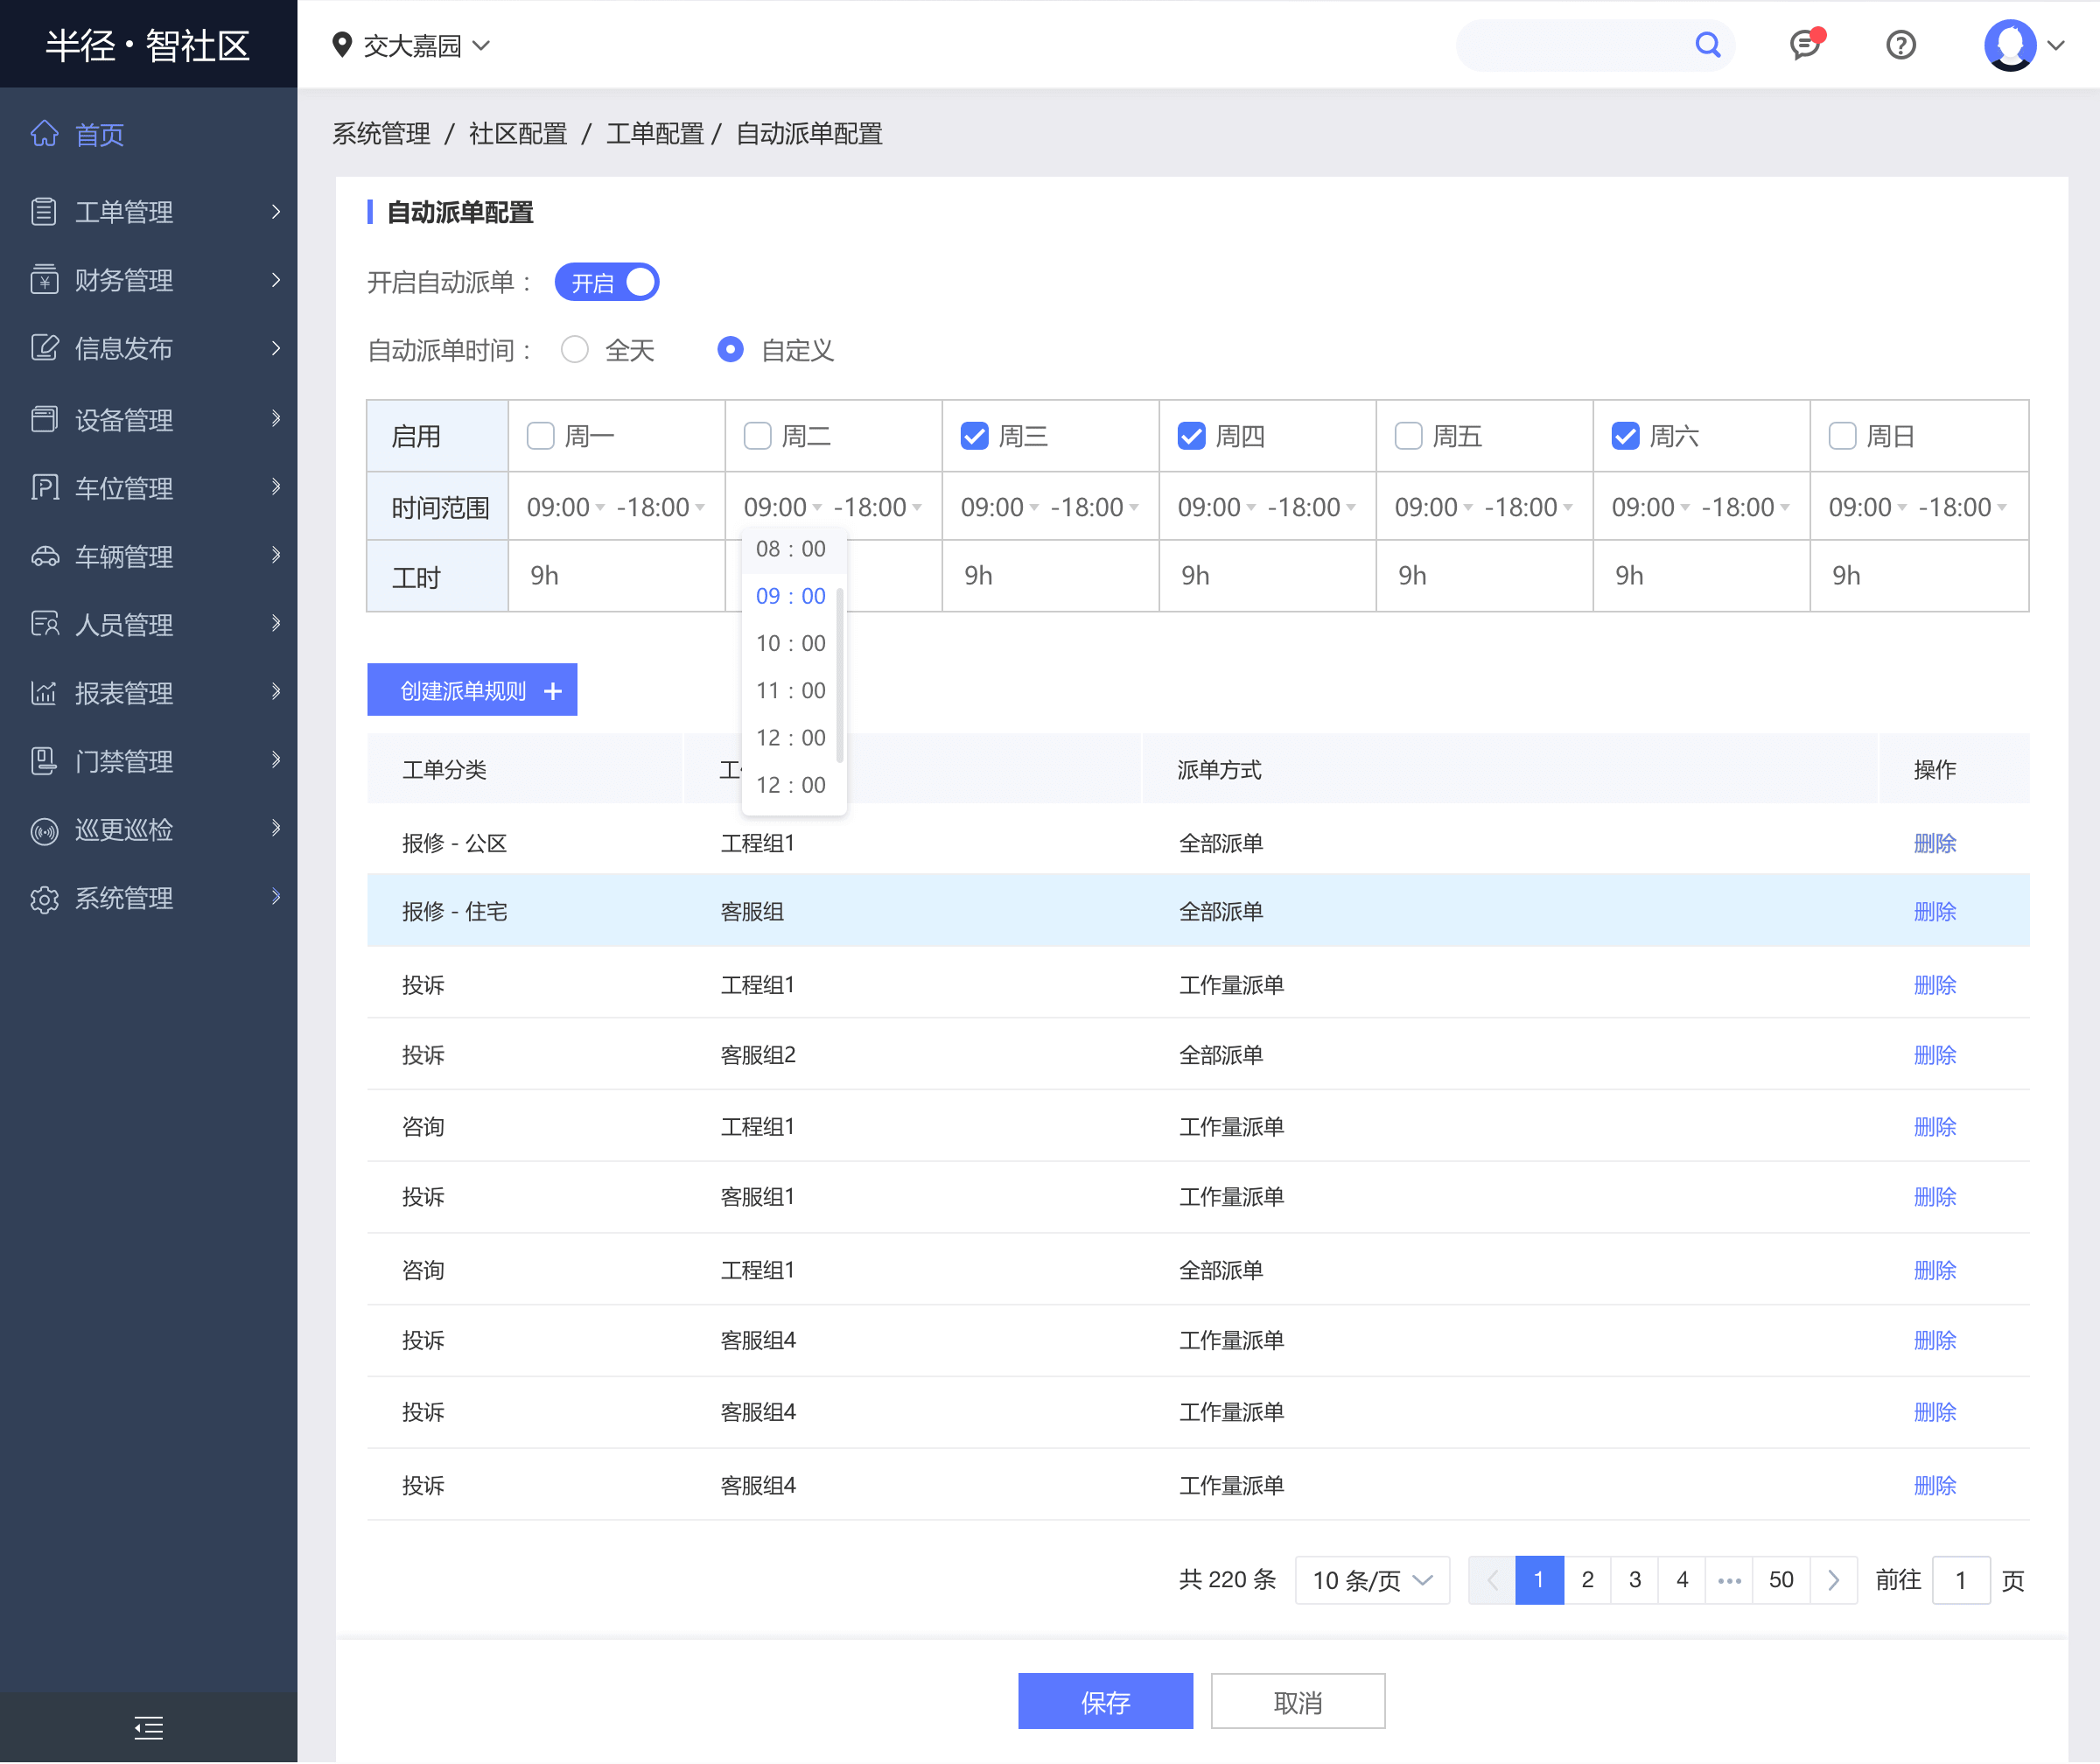 半径·智社区
交大嘉园
首页
工单管理
财务管理
信息发布
设备管理
车位管理
车辆管理
人员管理
报表管理
门禁管理
巡更巡检
系统管理
系统管理 / 社区配置 / 工单配置 / 自动派单配置
自动派单配置
开启自动派单： 开启
自动派单时间： 全天 自定义
启用 周一 周二 周三 周四 周五 周六 周日
时间范围 09:00 -18:00 09:00 -18:00 09:00 -18:00 09:00 -18:00 09:00 -18:00 09:00 -18:00 09:00 -18:00
工时 9h 9h 9h 9h 9h 9h
08 : 00
09 : 00
10 : 00
11 : 00
12 : 00
12 : 00
创建派单规则 +
工单分类 派单方式 操作
报修 - 公区 工程组1 全部派单 删除
报修 - 住宅 客服组 全部派单 删除
投诉 工程组1 工作量派单 删除
投诉 客服组2 全部派单 删除
咨询 工程组1 工作量派单 删除
投诉 客服组1 工作量派单 删除
咨询 工程组1 全部派单 删除
投诉 客服组4 工作量派单 删除
投诉 客服组4 工作量派单 删除
投诉 客服组4 工作量派单 删除
共 220 条 10 条/页 1 2 3 4 ••• 50 前往 1 页
保存 取消